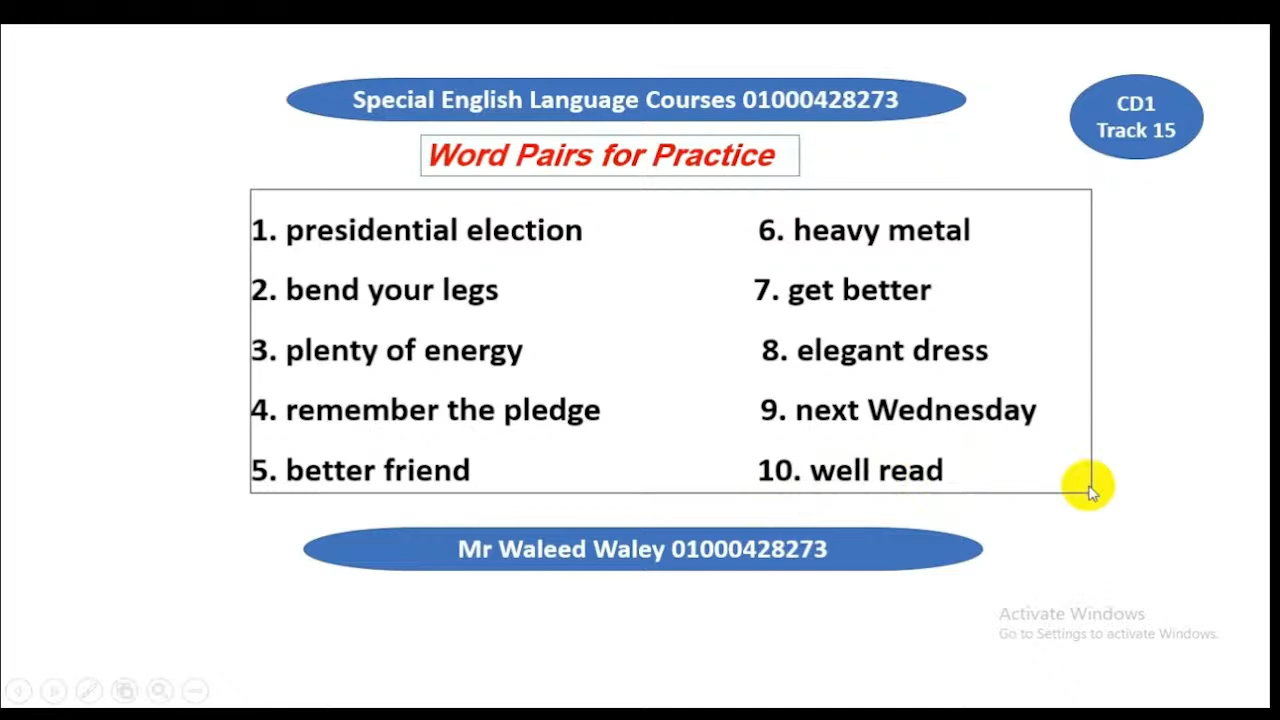 Special English Language Courses 01000428273
CD1
Track 15
Word Pairs for Practice
1. presidential election
2. bend your legs
3. plenty of energy
4. remember the pledge
5. better friend
6. heavy metal
7. get better
8. elegant dress
9. next Wednesday
10. well read
Mr Waleed Waley 01000428273
Activate Windows
Go to Settings to activate Windows.